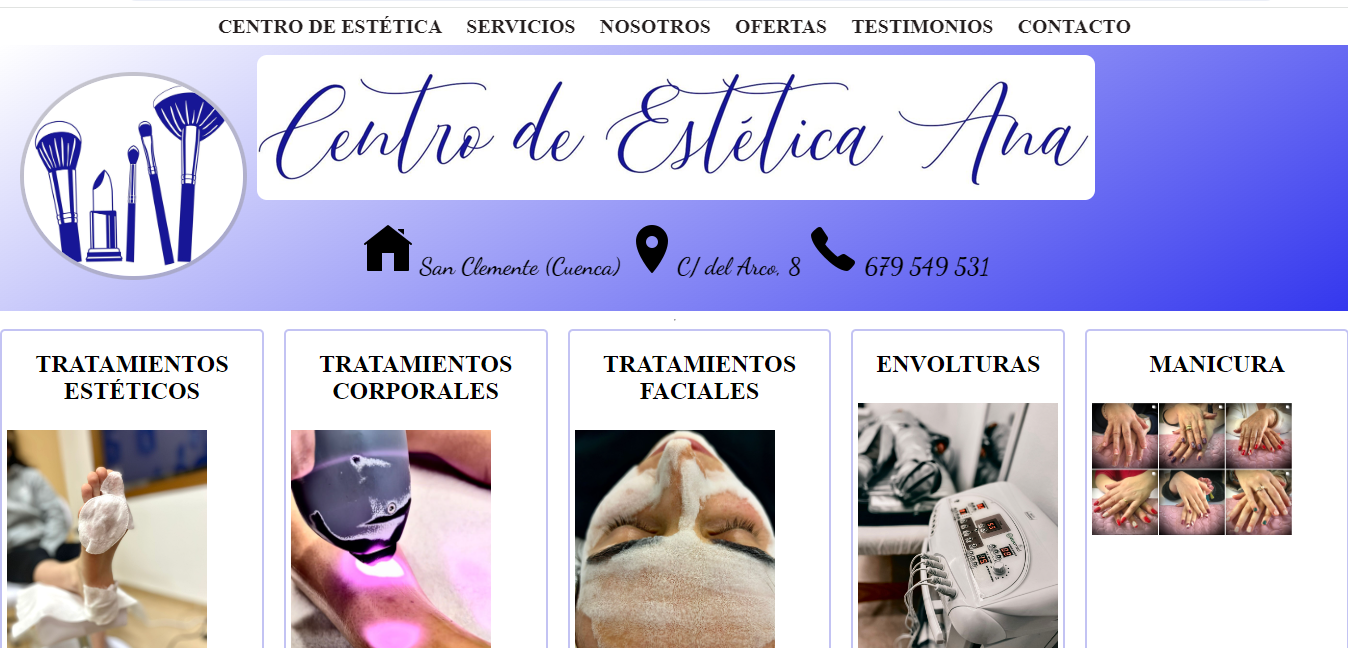 CENTRO DE ESTÉTICA SERVICIOS NOSOTROS OFERTAS TESTIMONIOS CONTACTO
Centro de Estética Ana
San Clemente (Cuenca) C/ del Arco, 8 679 549 531
TRATAMIENTOS
ESTÉTICOS
TRATAMIENTOS
CORPORALES
TRATAMIENTOS
FACIALES
ENVOLTURAS
MANICURA